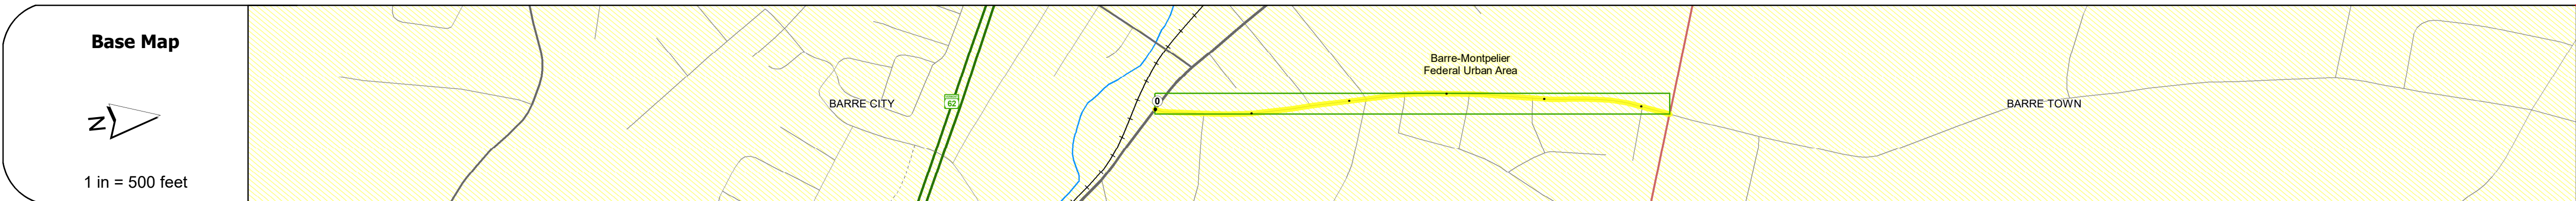 Base Map
N
1 in = 500 feet
BARRE CITY
62
0
Barre-Montpelier
Federal Urban Area
BARRE TOWN